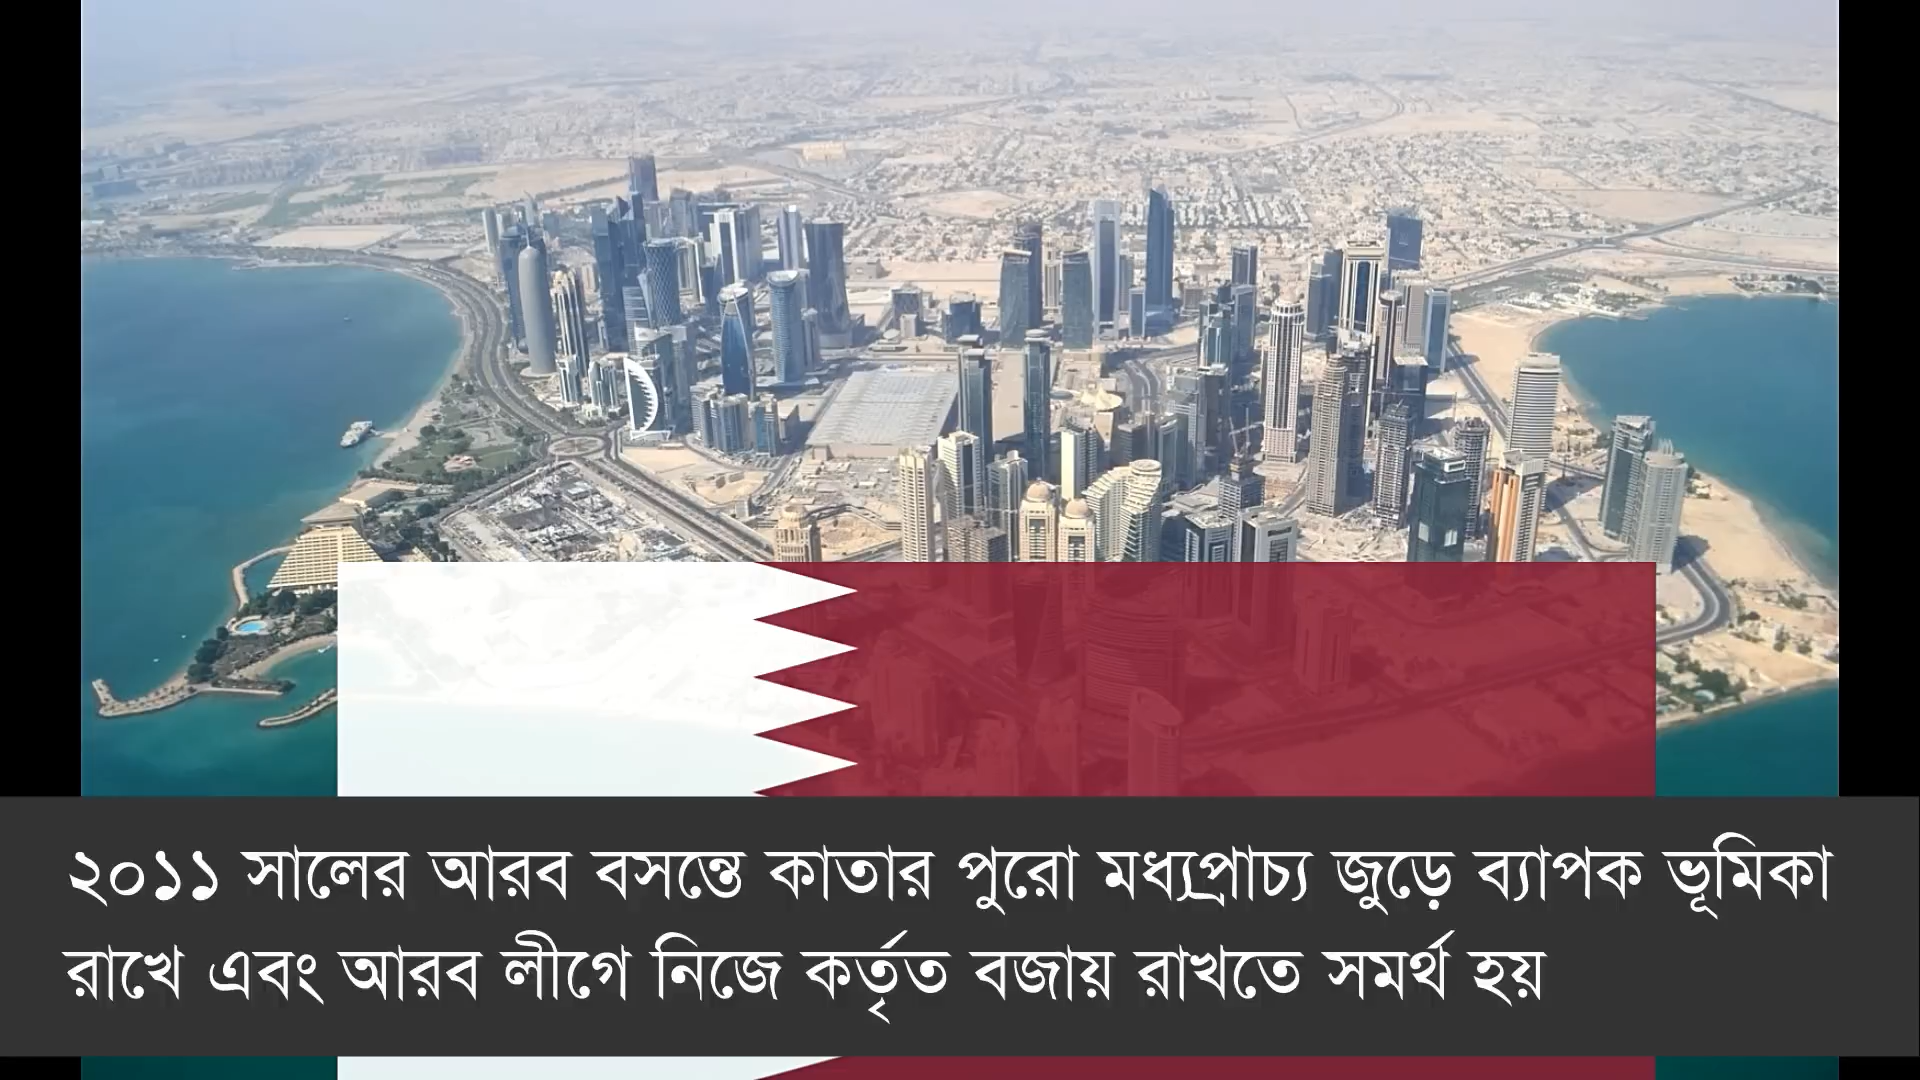 ২০১১ সালের আরব বসন্তে কাতার পুরো মধ্যপ্রাচ্য জুড়ে ব্যাপক ভূমিকা
রাখে এবং আরব লীগে নিজে কর্তৃত বজায় রাখতে সমর্থ হয়